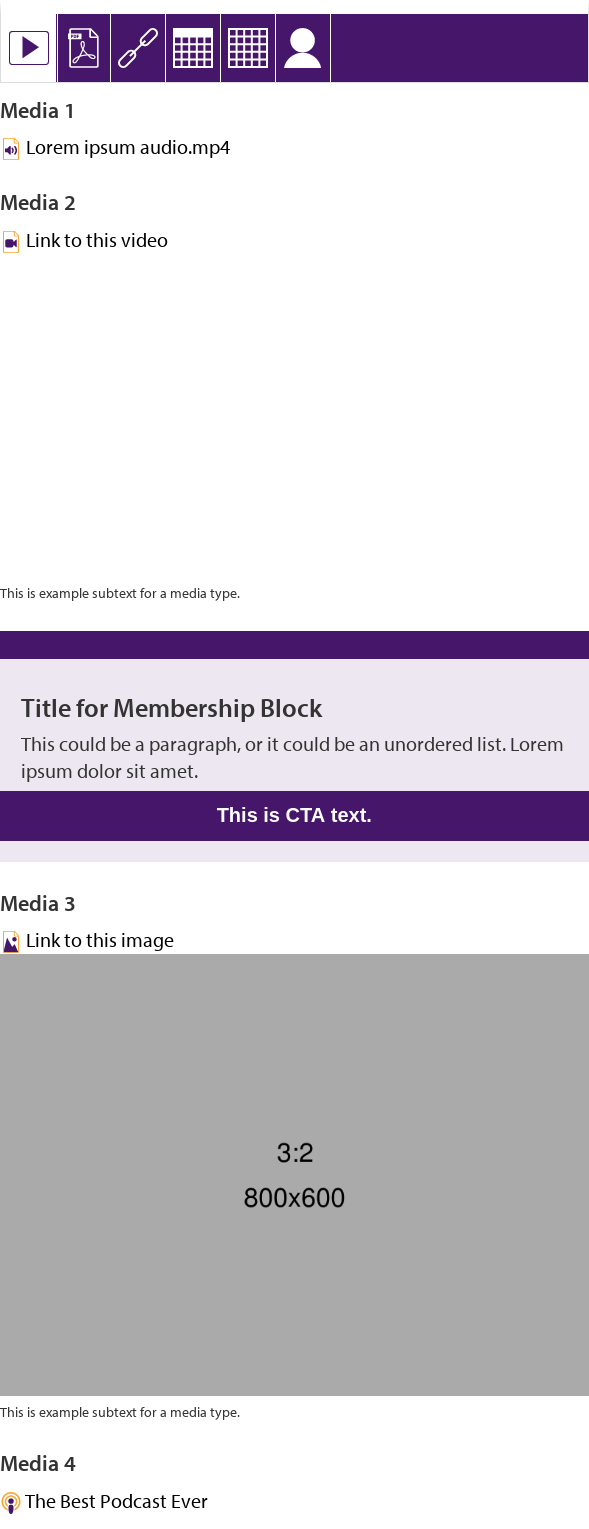 PDF
Media 1
Lorem ipsum audio.mp4
Media 2
Link to this video
This is example subtext for a media type.
Title for Membership Block
This could be a paragraph, or it could be an unordered list. Lorem
ipsum dolor sit amet.
This is CTA text.
Media 3
Link to this image
3:2
800x600
This is example subtext for a media type.
Media 4
The Best Podcast Ever